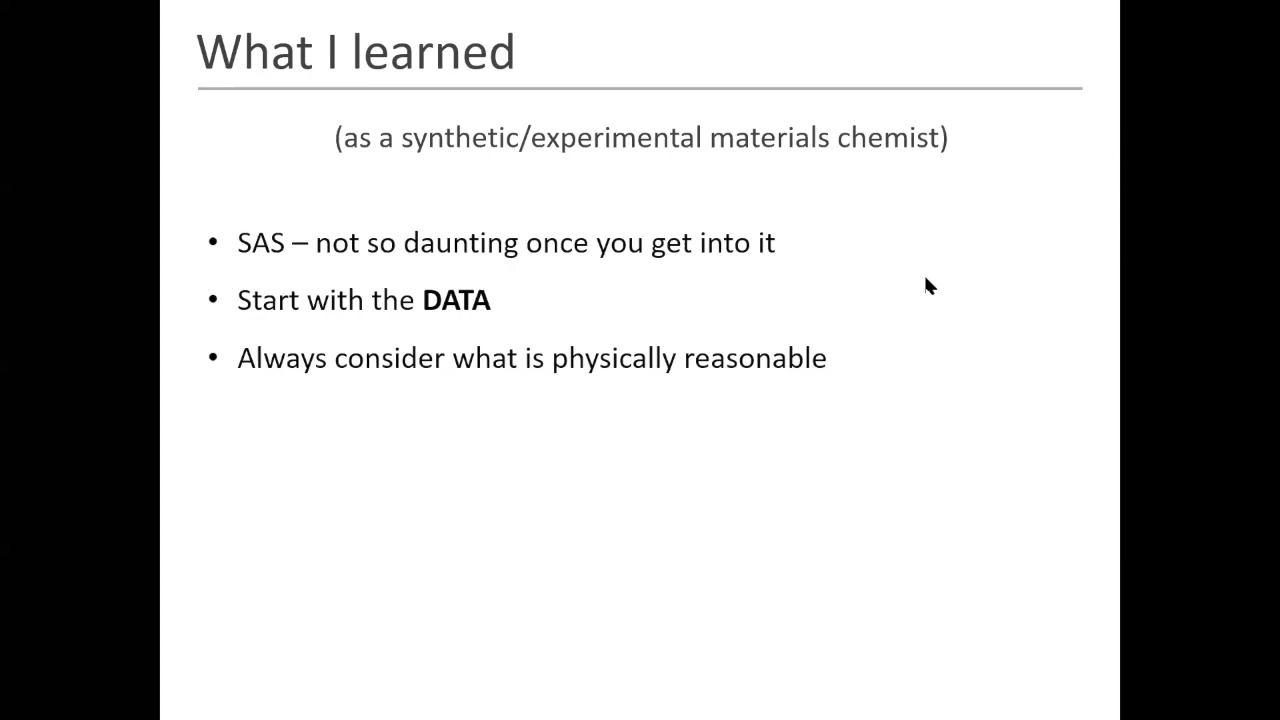 What I learned
(as a synthetic/experimental materials chemist)
• SAS – not so daunting once you get into it
• Start with the DATA
• Always consider what is physically reasonable